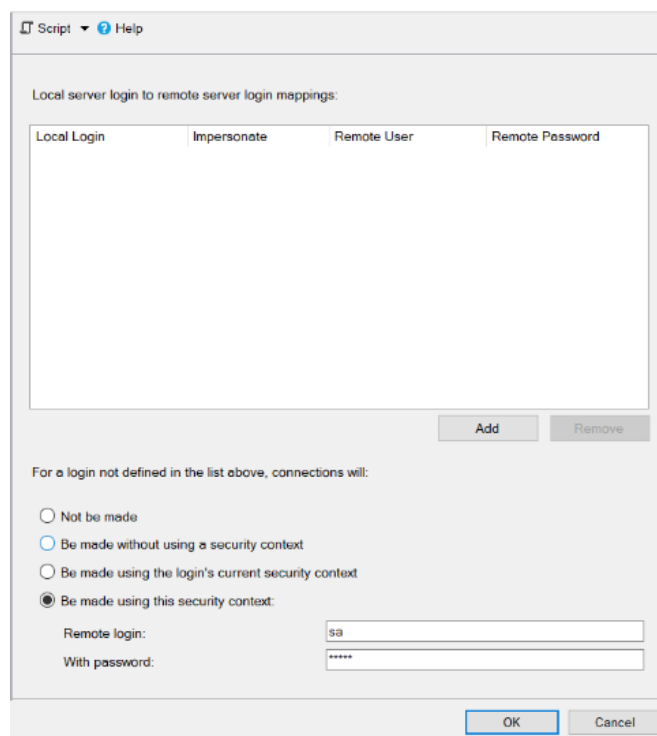 Script Help
Local server login to remote server login mappings:
Local Login Impersonate Remote User Remote Password
Add Remove
For a login not defined in the list above, connections will:
Not be made
Be made without using a security context
Be made using the login's current security context
Be made using this security context:
Remote login: sa
With password: *****
OK Cancel